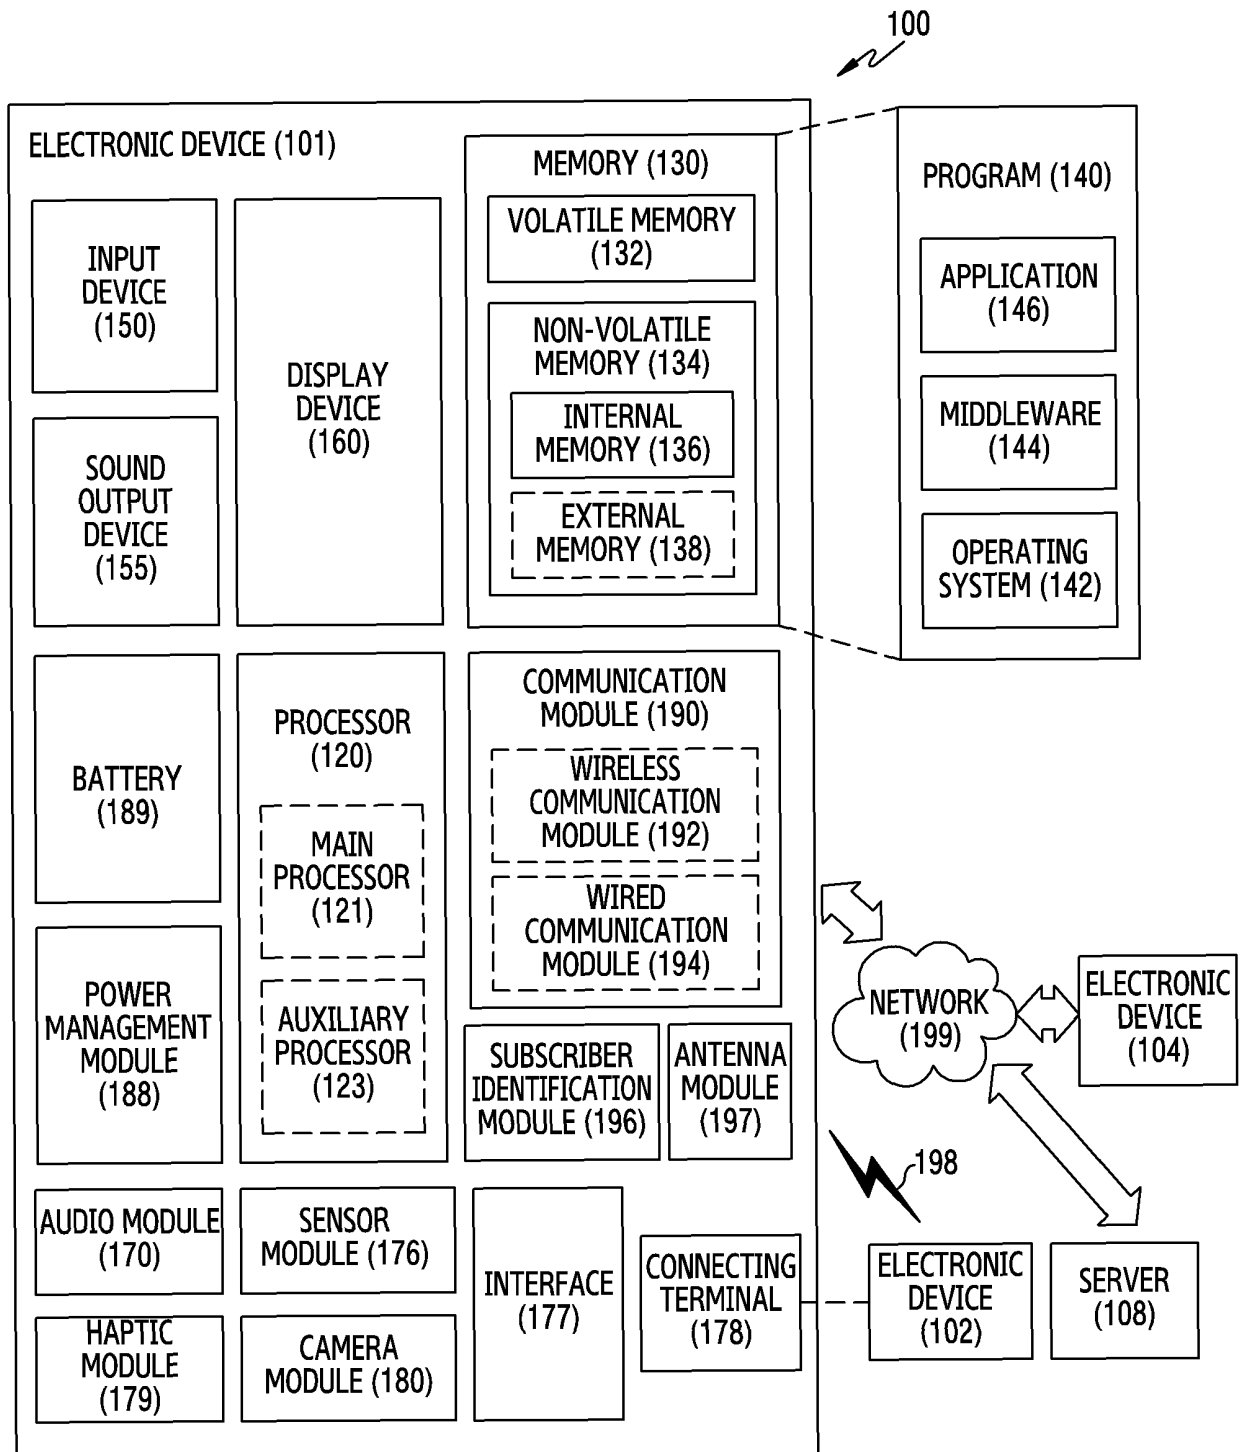 100
ELECTRONIC DEVICE (101)
INPUT
DEVICE
(150)
SOUND
OUTPUT
DEVICE
(155)
DISPLAY
DEVICE
(160)
MEMORY (130)
VOLATILE MEMORY
(132)
NON-VOLATILE
MEMORY (134)
INTERNAL
MEMORY (136)
EXTERNAL
MEMORY (138)
PROGRAM (140)
APPLICATION
(146)
MIDDLEWARE
(144)
OPERATING
SYSTEM (142)
BATTERY
(189)
POWER
MANAGEMENT
MODULE
(188)
PROCESSOR
(120)
MAIN
PROCESSOR
(121)
AUXILIARY
PROCESSOR
(123)
COMMUNICATION
MODULE (190)
WIRELESS
COMMUNICATION
MODULE (192)
WIRED
COMMUNICATION
MODULE (194)
SUBSCRIBER
IDENTIFICATION
MODULE (196)
ANTENNA
MODULE
(197)
NETWORK
(199)
ELECTRONIC
DEVICE
(104)
198
AUDIO MODULE
(170)
SENSOR
MODULE (176)
HAPTIC
MODULE
(179)
CAMERA
MODULE (180)
INTERFACE
(177)
CONNECTING
TERMINAL
(178)
ELECTRONIC
DEVICE
(102)
SERVER
(108)